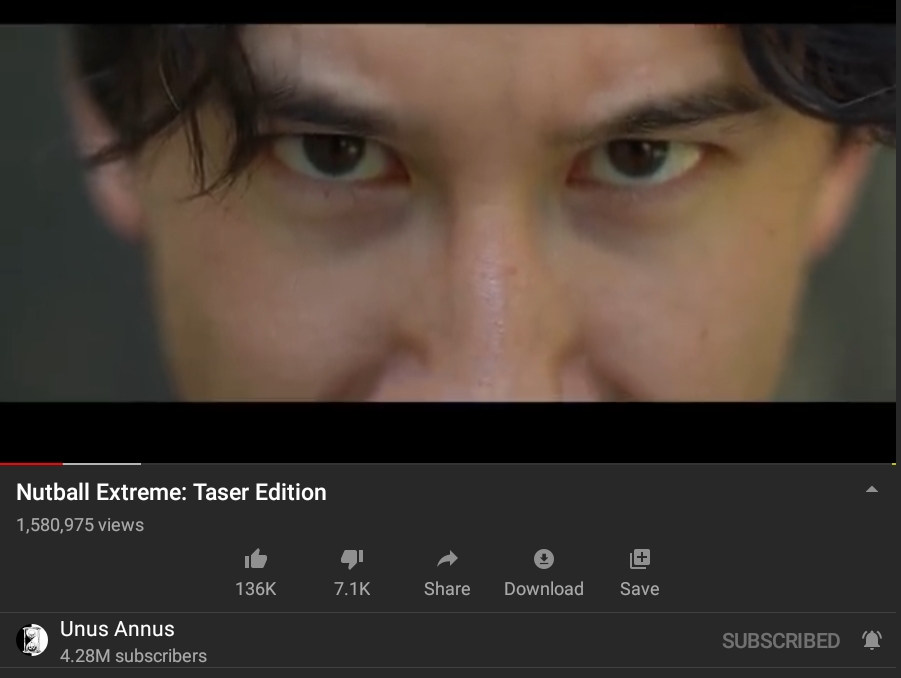 Nutball Extreme: Taser Edition
1,580,975 views
136K 7.1K Share Download Save
Unus Annus SUBSCRIBED
4.28M subscribers